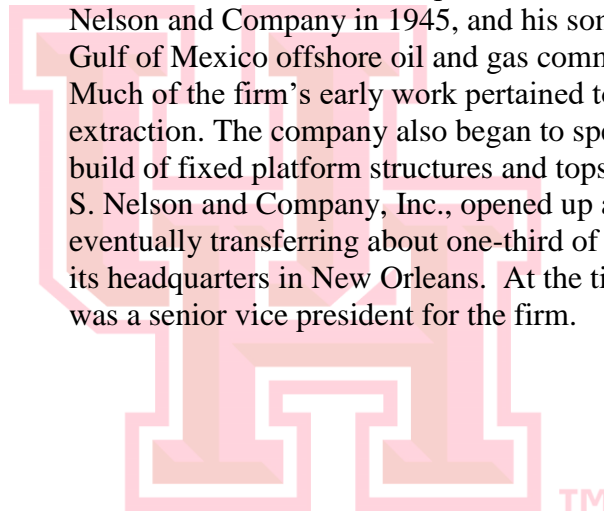 Nelson and Company in 1945, and his son
Gulf of Mexico offshore oil and gas comm
Much of the firm’s early work pertained to
extraction. The company also began to spe
build of fixed platform structures and tops
S. Nelson and Company, Inc., opened up a
eventually transferring about one-third of
its headquarters in New Orleans.  At the ti
was a senior vice president for the firm.
UH
TM